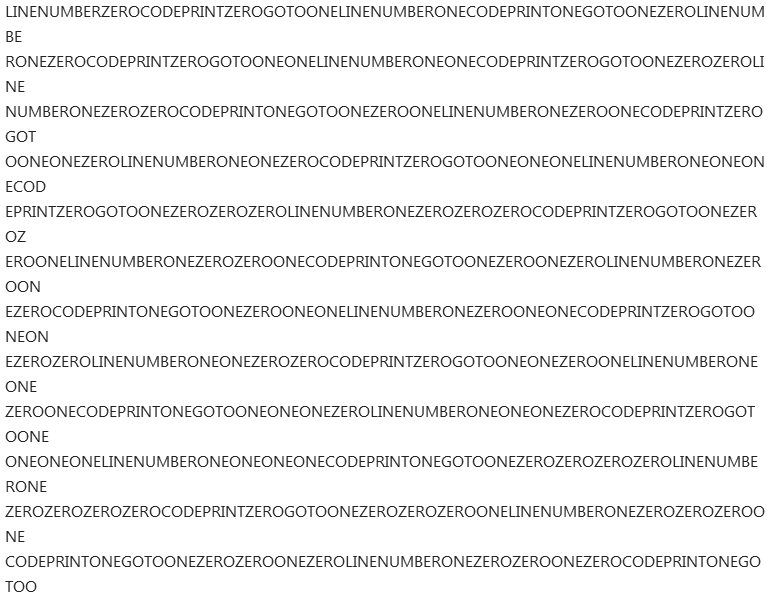 LINENUMBERZEROCODEPRINTZEROGOTOONELINENUMBERONECODEPRINTONEGOTOONEZEROLINENUM
BE
RONEZEROCODEPRINTZEROGOTOONEONELINENUMBERONEONECODEPRINTZEROGOTOONEZEROZEROLI
NE
NUMBERONEZEROZEROCODEPRINTONEGOTOONEZEROONELINENUMBERONEZEROONECODEPRINTZERO
GOT
OONEONEZEROLINENUMBERONEONEZEROCODEPRINTZEROGOTOONEONEONELINENUMBERONEONEON
ECOD
EPRINTZEROGOTOONEZEROZEROZEROLINENUMBERONEZEROZEROZEROCODEPRINTZEROGOTOONEZER
OZ
EROONELINENUMBERONEZEROZEROONECODEPRINTONEGOTOONEZEROONEZEROLINENUMBERONEZER
OON
EZEROCODEPRINTONEGOTOONEZEROONEONELINENUMBERONEZEROONEONECODEPRINTZEROGOTOO
NEON
EZEROZEROLINENUMBERONEONEZEROZEROCODEPRINTZEROGOTOONEONEZEROONELINENUMBERONE
ONE
ZEROONECODEPRINTONEGOTOONEONEONEZEROLINENUMBERONEONEONEZEROCODEPRINTZEROGOT
OONE
ONEONEONELINENUMBERONEONEONEONECODEPRINTONEGOTOONEZEROZEROZEROZEROLINENUMBE
RONE
ZEROZEROZEROZEROCODEPRINTZEROGOTOONEZEROZEROZEROONELINENUMBERONEZEROZEROZEROO
NE
CODEPRINTONEGOTOONEZEROZEROONEZEROLINENUMBERONEZEROZEROONEZEROCODEPRINTONEGO
TOO